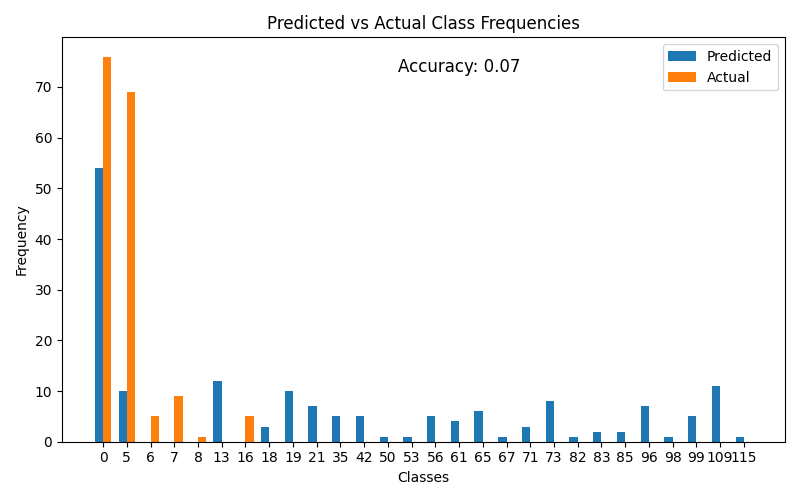 Predicted vs Actual Class Frequencies
Accuracy: 0.07
Predicted
Actual
Frequency
70
60
50
40
30
20
10
0
0 5 6 7 8 13 16 18 19 21 35 42 50 53 56 61 65 67 71 73 82 83 85 96 98 99 109 115
Classes